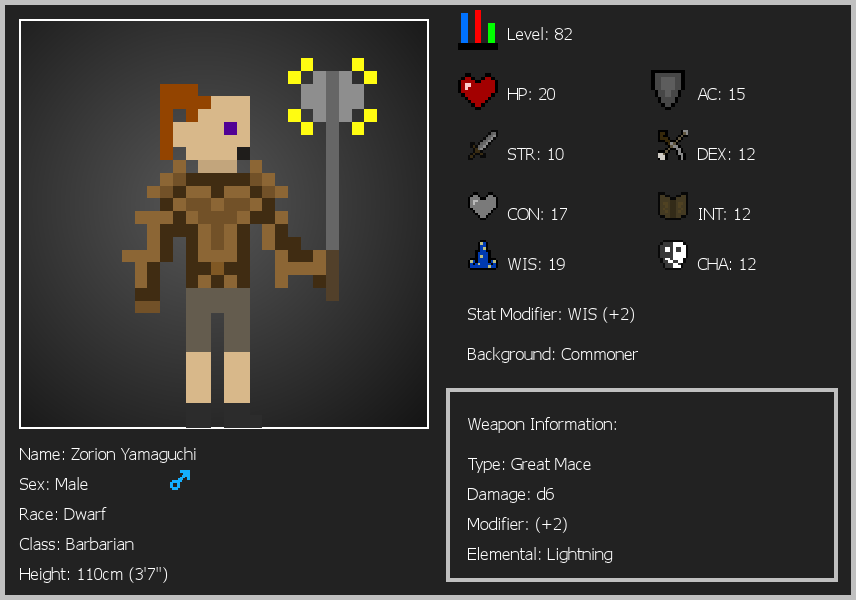 Level: 82
HP: 20
AC: 15
STR: 10
DEX: 12
CON: 17
INT: 12
WIS: 19
CHA: 12
Stat Modifier: WIS (+2)
Background: Commoner
Weapon Information:
Type: Great Mace
Damage: d6
Modifier: (+2)
Elemental: Lightning
Name: Zorion Yamaguchi
Sex: Male
Race: Dwarf
Class: Barbarian
Height: 110cm (3'7")